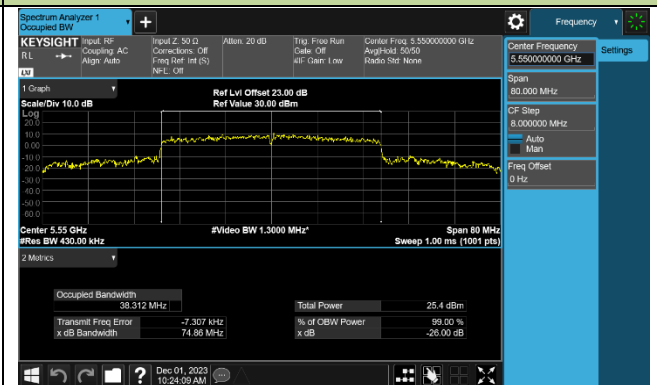 Spectrum Analyzer 1
Occupied BW
+
Frequency
KEYSIGHT
RL
LXI
Input: RF
Coupling: AC
Align: Auto
Input Z: 50 Ω
Corrections: Off
Freq Ref: Int (S)
NFE: Off
Atten: 20 dB
Trig: Free Run
Gate: Off
#IF Gain: Low
Center Freq: 5.550000000 GHz
Avg|Hold: 50/50
Radio Std: None
Center Frequency
5.550000000 GHz
Settings
Span
80.000 MHz
CF Step
8.000000 MHz
Auto
Man
Freq Offset
0 Hz
1 Graph
Scale/Div 10.0 dB
Ref Lvl Offset 23.00 dB
Ref Value 30.00 dBm
Log
20.0
10.0
0.00
-10.0
-20.0
-30.0
-40.0
-50.0
-60.0
Center 5.55 GHz
#Res BW 430.00 kHz
#Video BW 1.3000 MHz*
Span 80 MHz
Sweep 1.00 ms (1001 pts)
2 Metrics
Occupied Bandwidth
38.312 MHz
Total Power 25.4 dBm
Transmit Freq Error -7.307 kHz
% of OBW Power 99.00 %
x dB Bandwidth 74.86 MHz
x dB -26.00 dB
?
Dec 01, 2023
10:24:09 AM